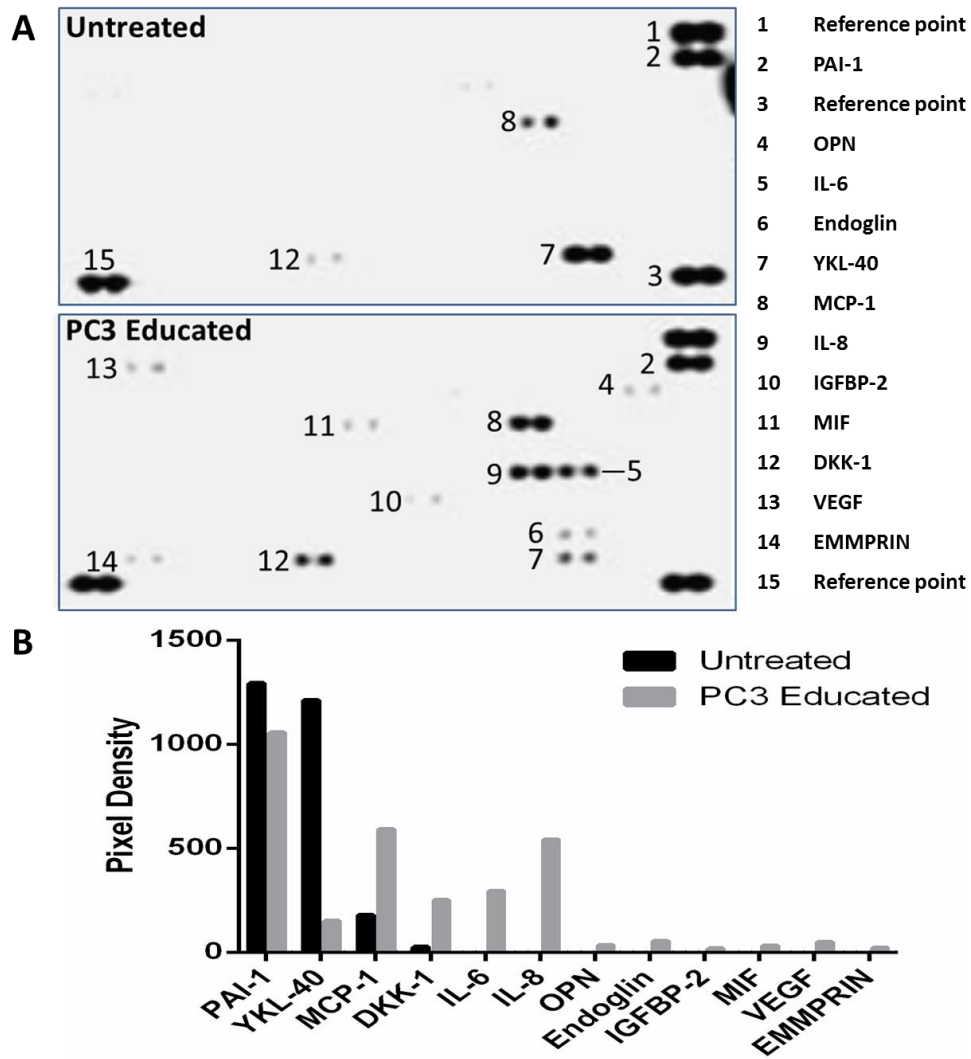 A
Untreated
1
2
8
15
12
7
3
PC3 Educated
13
2
4
11
8
9
5
10
6
14
12
7
1 Reference point
2 PAI-1
3 Reference point
4 OPN
5 IL-6
6 Endoglin
7 YKL-40
8 MCP-1
9 IL-8
10 IGFBP-2
11 MIF
12 DKK-1
13 VEGF
14 EMMPRIN
15 Reference point
B
1500
1000
500
0
Pixel Density
Untreated
PC3 Educated
PAI-1
YKL-40
MCP-1
DKK-1
IL-6
IL-8
OPN
Endoglin
IGFBP-2
MIF
VEGF
EMMPRIN